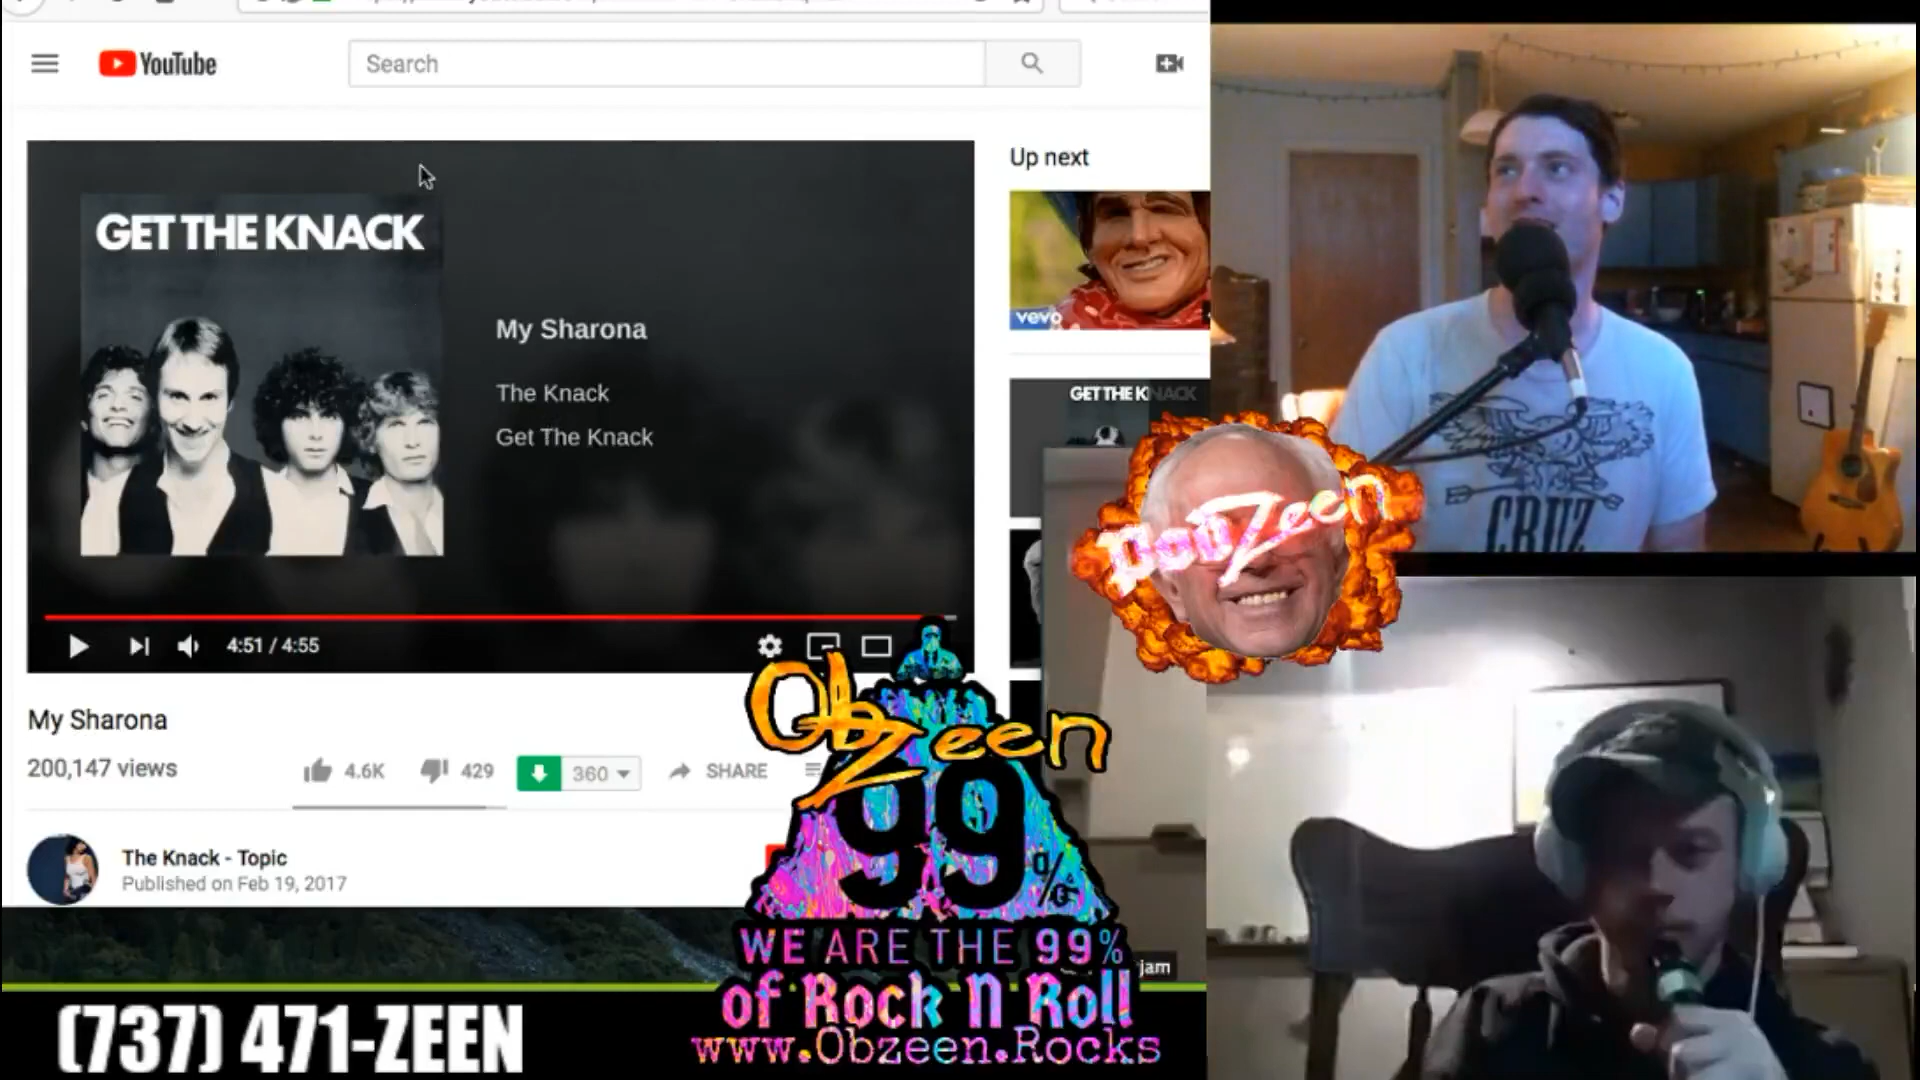 YouTube
Search
Up next
GET THE KNACK
My Sharona
The Knack
Get The Knack
vevo
GET THE KNACK
4:51 / 4:55
My Sharona
200,147 views
4.6K
429
360
SHARE
The Knack - Topic
Published on Feb 19, 2017
PodZeen
CRUZ
ObZeen
99%
WE ARE THE 99%
of Rock N Roll
www.Obzeen.Rocks
jam
(737) 471-ZEEN